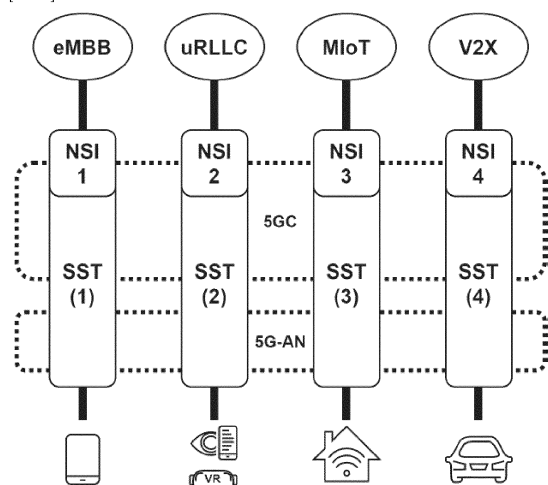 eMBB
uRLLC
MIoT
V2X
NSI
1
NSI
2
NSI
3
NSI
4
5GC
SST
(1)
SST
(2)
SST
(3)
SST
(4)
5G-AN
VR